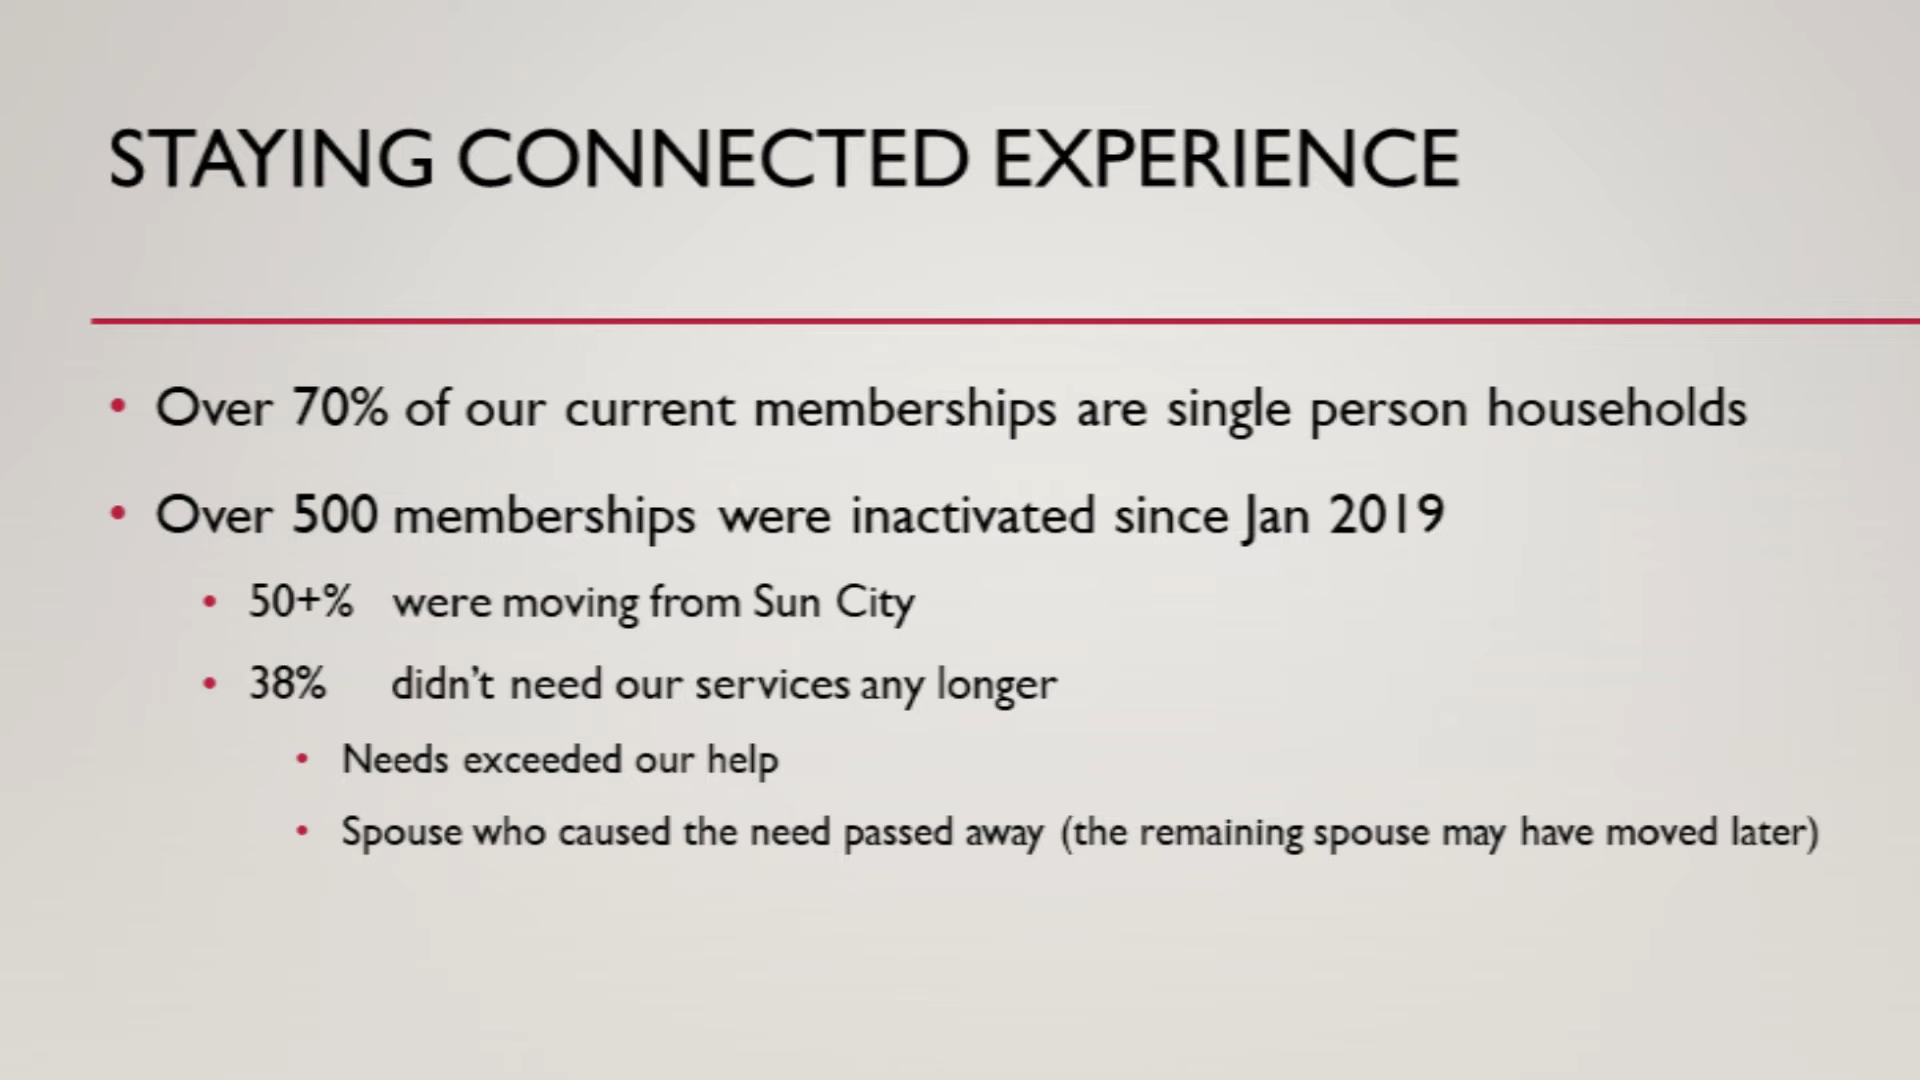 STAYING CONNECTED EXPERIENCE
• Over 70% of our current memberships are single person households
• Over 500 memberships were inactivated since Jan 2019
• 50+% were moving from Sun City
• 38% didn't need our services any longer
• Needs exceeded our help
• Spouse who caused the need passed away (the remaining spouse may have moved later)